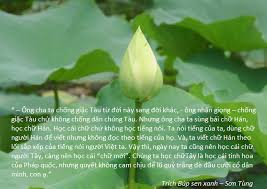 " – Ông cha ta chống giặc Tàu từ đời này sang đời khác, - ông nhấn giọng – chống
giặc Tàu chứ không chống dân chúng Tàu. Nhưng ông cha ta sùng bái chữ Hán,
học chữ Hán. Học cái chữ chứ không học tiếng nói. Ta nói tiếng của ta, dùng chữ
người Hán để viết nhưng không đọc theo tiếng của họ. Và, ta viết chữ Hán theo
lối sắp xếp của tiếng nói người Việt ta. Vậy thì, ngày nay ta cũng nên học cái chữ
người Tây, càng nên học cái "chữ mới". Chúng ta học chữ Tây là học cái tinh hoa
của Pháp quốc, nhưng quyết không cam chịu để lũ quỷ trắng đè đầu cưỡi cổ dân
mình, con ạ."
Trích Búp sen xanh – Sơn Tùng